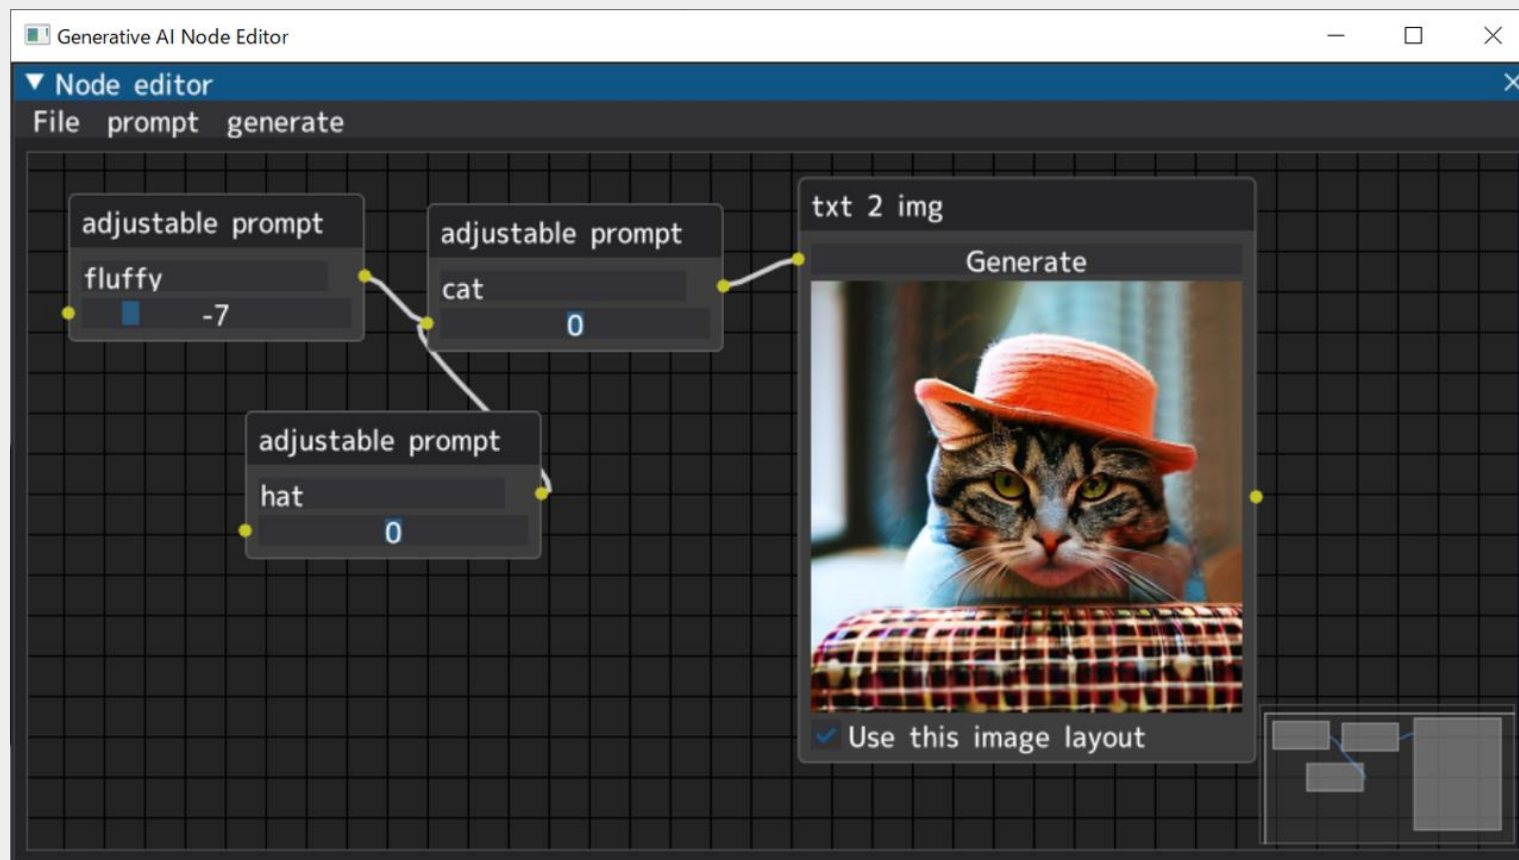 Generative AI Node Editor
Node editor
File prompt generate
adjustable prompt
fluffy
-7
adjustable prompt
cat
0
adjustable prompt
hat
0
txt 2 img
Generate
Use this image layout